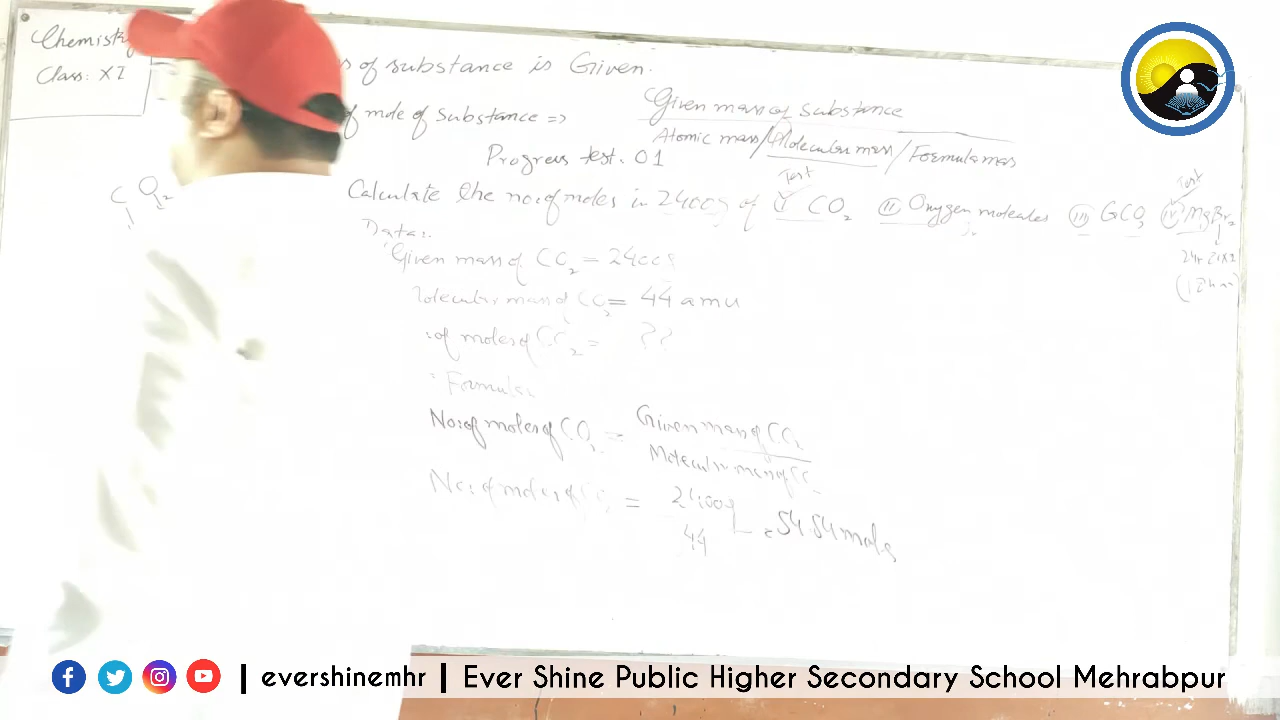 Chemistry
Class: XI
s of substance is Given.
of mole of Substance => Given mass of substance
Atomic mass/Molecular mass/Formula mass
Progress test. 01
C O2
Calculate the no: of moles in 2400g of (i) CO2 (ii) Oxygen molecules (iii) CO3 (iv) MgBr2
Test
Test
Data:
Given mass of CO2 = 2400g
Molecular mass of CO2 = 44 amu
: of moles of CO2 = ??
= Formula
No: of moles of CO2 = Given mass of CO2
Molecular mass of C
No: of moles of CO2 = 2400g
44
= 54.54 moles
| evershinemhr | Ever Shine Public Higher Secondary School Mehrabpur